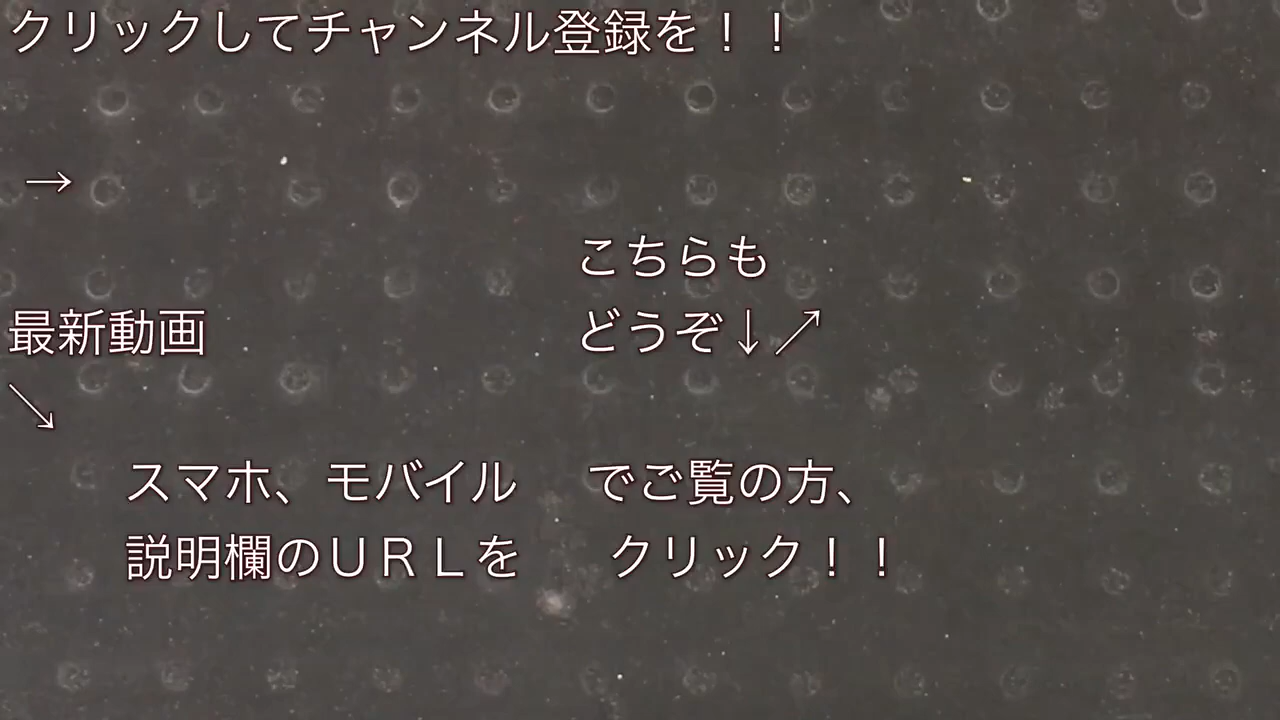 クリックしてチャンネル登録を！！
→
こちらも
どうぞ↓↗
最新動画
↘
スマホ、モバイル　でご覧の方、
説明欄のＵＲＬを　クリック！！